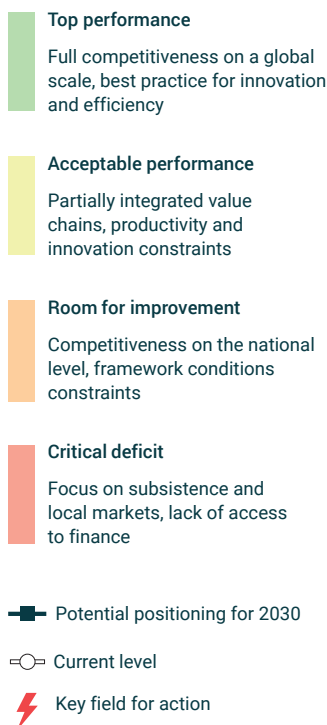 Top performance
Full competitiveness on a global
scale, best practice for innovation
and efficiency
Acceptable performance
Partially integrated value
chains, productivity and
innovation constraints
Room for improvement
Competitiveness on the national
level, framework conditions
constraints
Critical deficit
Focus on subsistence and
local markets, lack of access
to finance
Potential positioning for 2030
Current level
Key field for action